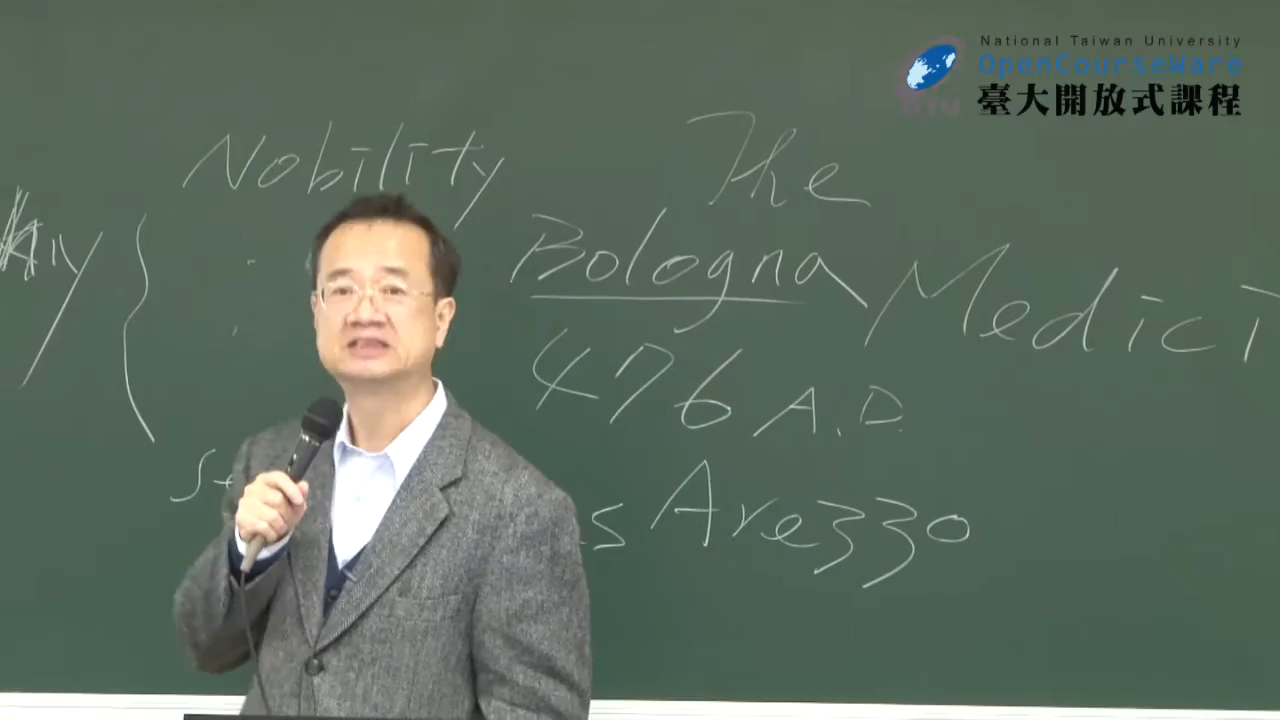 National Taiwan University
OpenCourseWare
臺大開放式課程
Nobility
The
Bologna Medici
476 A.D.
Arezzo